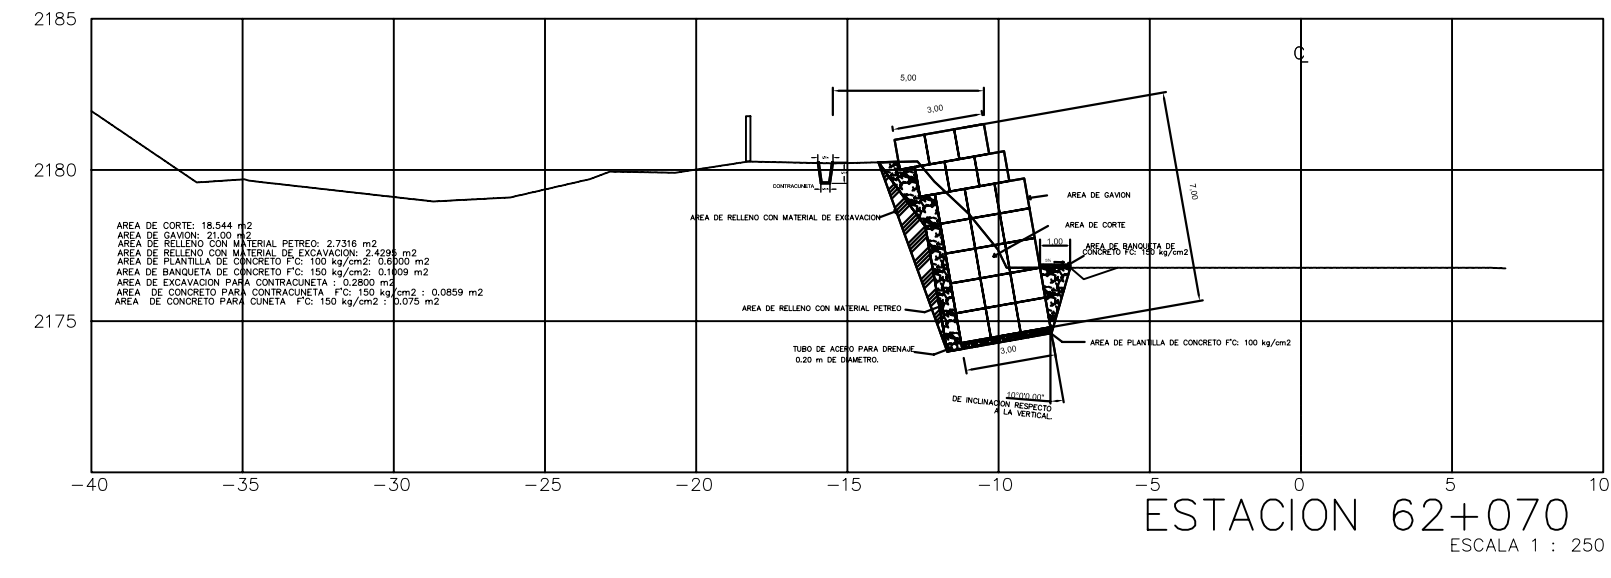 2185
℄
5,00
3,00
2180
7,00
CONTRACUNETA
AREA DE GAVION
AREA DE RELLENO CON MATERIAL DE EXCAVACION
AREA DE CORTE
AREA DE CORTE: 18.544 m2
AREA DE GAVION: 21.00 m2
AREA DE RELLENO CON MATERIAL PETREO: 2.7316 m2
AREA DE RELLENO CON MATERIAL DE EXCAVACION: 2.4295 m2
AREA DE PLANTILLA DE CONCRETO F'C: 100 kg/cm2: 0.6000 m2
AREA DE BANQUETA DE CONCRETO F'C: 150 kg/cm2: 0.1009 m2
AREA DE EXCAVACION PARA CONTRACUNETA : 0.2800 m2
AREA DE CONCRETO PARA CONTRACUNETA F'C: 150 kg/cm2 : 0.0859 m2
AREA DE CONCRETO PARA CUNETA F'C: 150 kg/cm2 : 0.075 m2
1,00
AREA DE BANQUETA DE
CONCRETO FC: 150 kg/cm2
AREA DE RELLENO CON MATERIAL PETREO
2175
TUBO DE ACERO PARA DRENAJE
0.20 m DE DIAMETRO.
3,00
AREA DE PLANTILLA DE CONCRETO F'C: 100 kg/cm2
10°0'0.00"
DE INCLINACION RESPECTO
A LA VERTICAL.
-40 -35 -30 -25 -20 -15 -10 -5 0 5 10
ESTACION 62+070
ESCALA 1 : 250